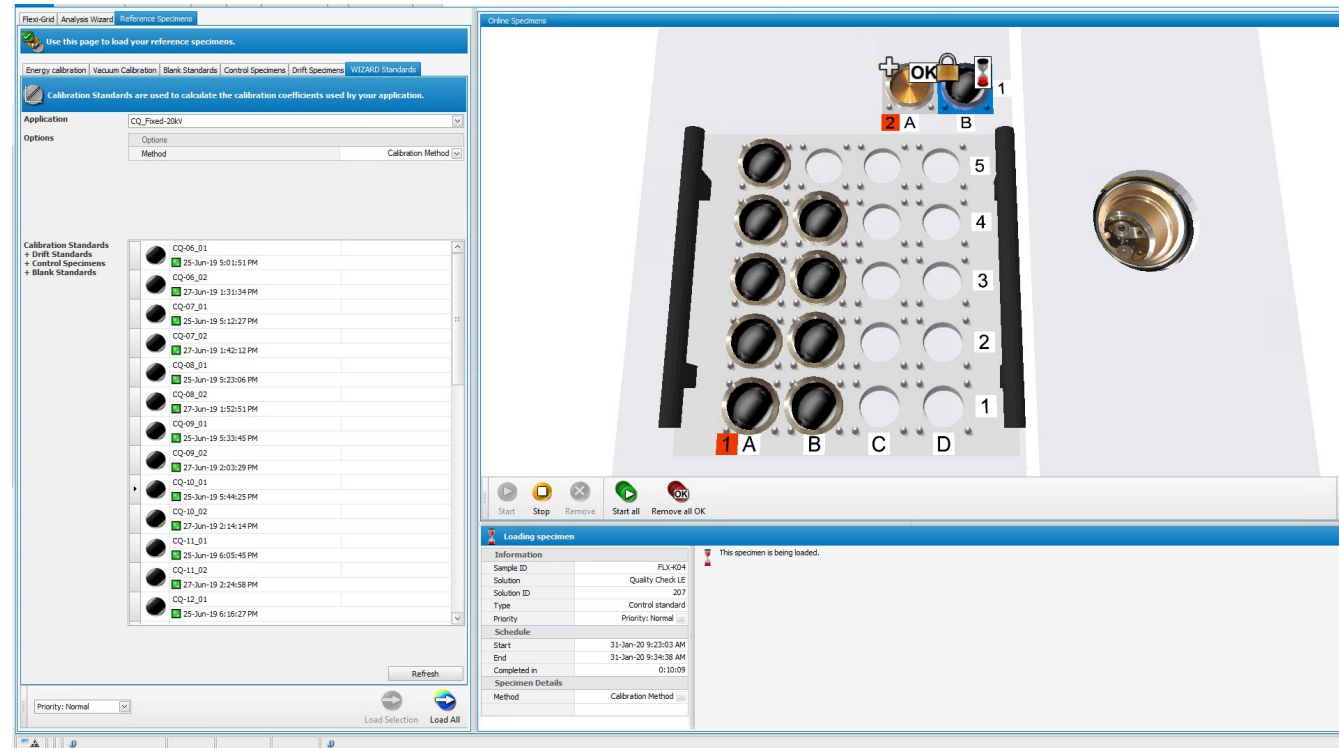 Flexi-Grid Analysis Wizard Reference Specimens
Use this page to load your reference specimens.
Energy calibration Vacuum Calibration Blank Standards Control Specimens Drift Specimens WIZARD Standards
Calibration Standards are used to calculate the calibration coefficients used by your application.
Application CQ_Fixed-20kV
Options Options
Method Calibration Method
Calibration Standards
+ Drift Standards
+ Control Specimens
+ Blank Standards
CQ-06_01
25-Jun-19 5:01:51 PM
CQ-06_02
27-Jun-19 1:31:34 PM
CQ-07_01
25-Jun-19 5:12:27 PM
CQ-07_02
27-Jun-19 1:42:12 PM
CQ-08_01
25-Jun-19 5:23:06 PM
CQ-08_02
27-Jun-19 1:52:51 PM
CQ-09_01
25-Jun-19 5:33:45 PM
CQ-09_02
27-Jun-19 2:03:29 PM
CQ-10_01
25-Jun-19 5:44:25 PM
CQ-10_02
27-Jun-19 2:14:14 PM
CQ-11_01
25-Jun-19 6:05:45 PM
CQ-11_02
27-Jun-19 2:24:58 PM
CQ-12_01
25-Jun-19 6:16:27 PM
Refresh
Priority: Normal
Load Selection Load All
Online Specimens
OK
1
2 A B
5
4
3
2
1
1 A B C D
OK
Start Stop Remove Start all Remove all OK
Loading specimen
Information
Sample ID FLX-K04
Solution Quality Check LE
Solution ID 207
Type Control standard
Priority Priority: Normal
Schedule
Start 31-Jan-20 9:23:03 AM
End 31-Jan-20 9:34:38 AM
Completed in 0:10:09
Specimen Details
Method Calibration Method
This specimen is being loaded.